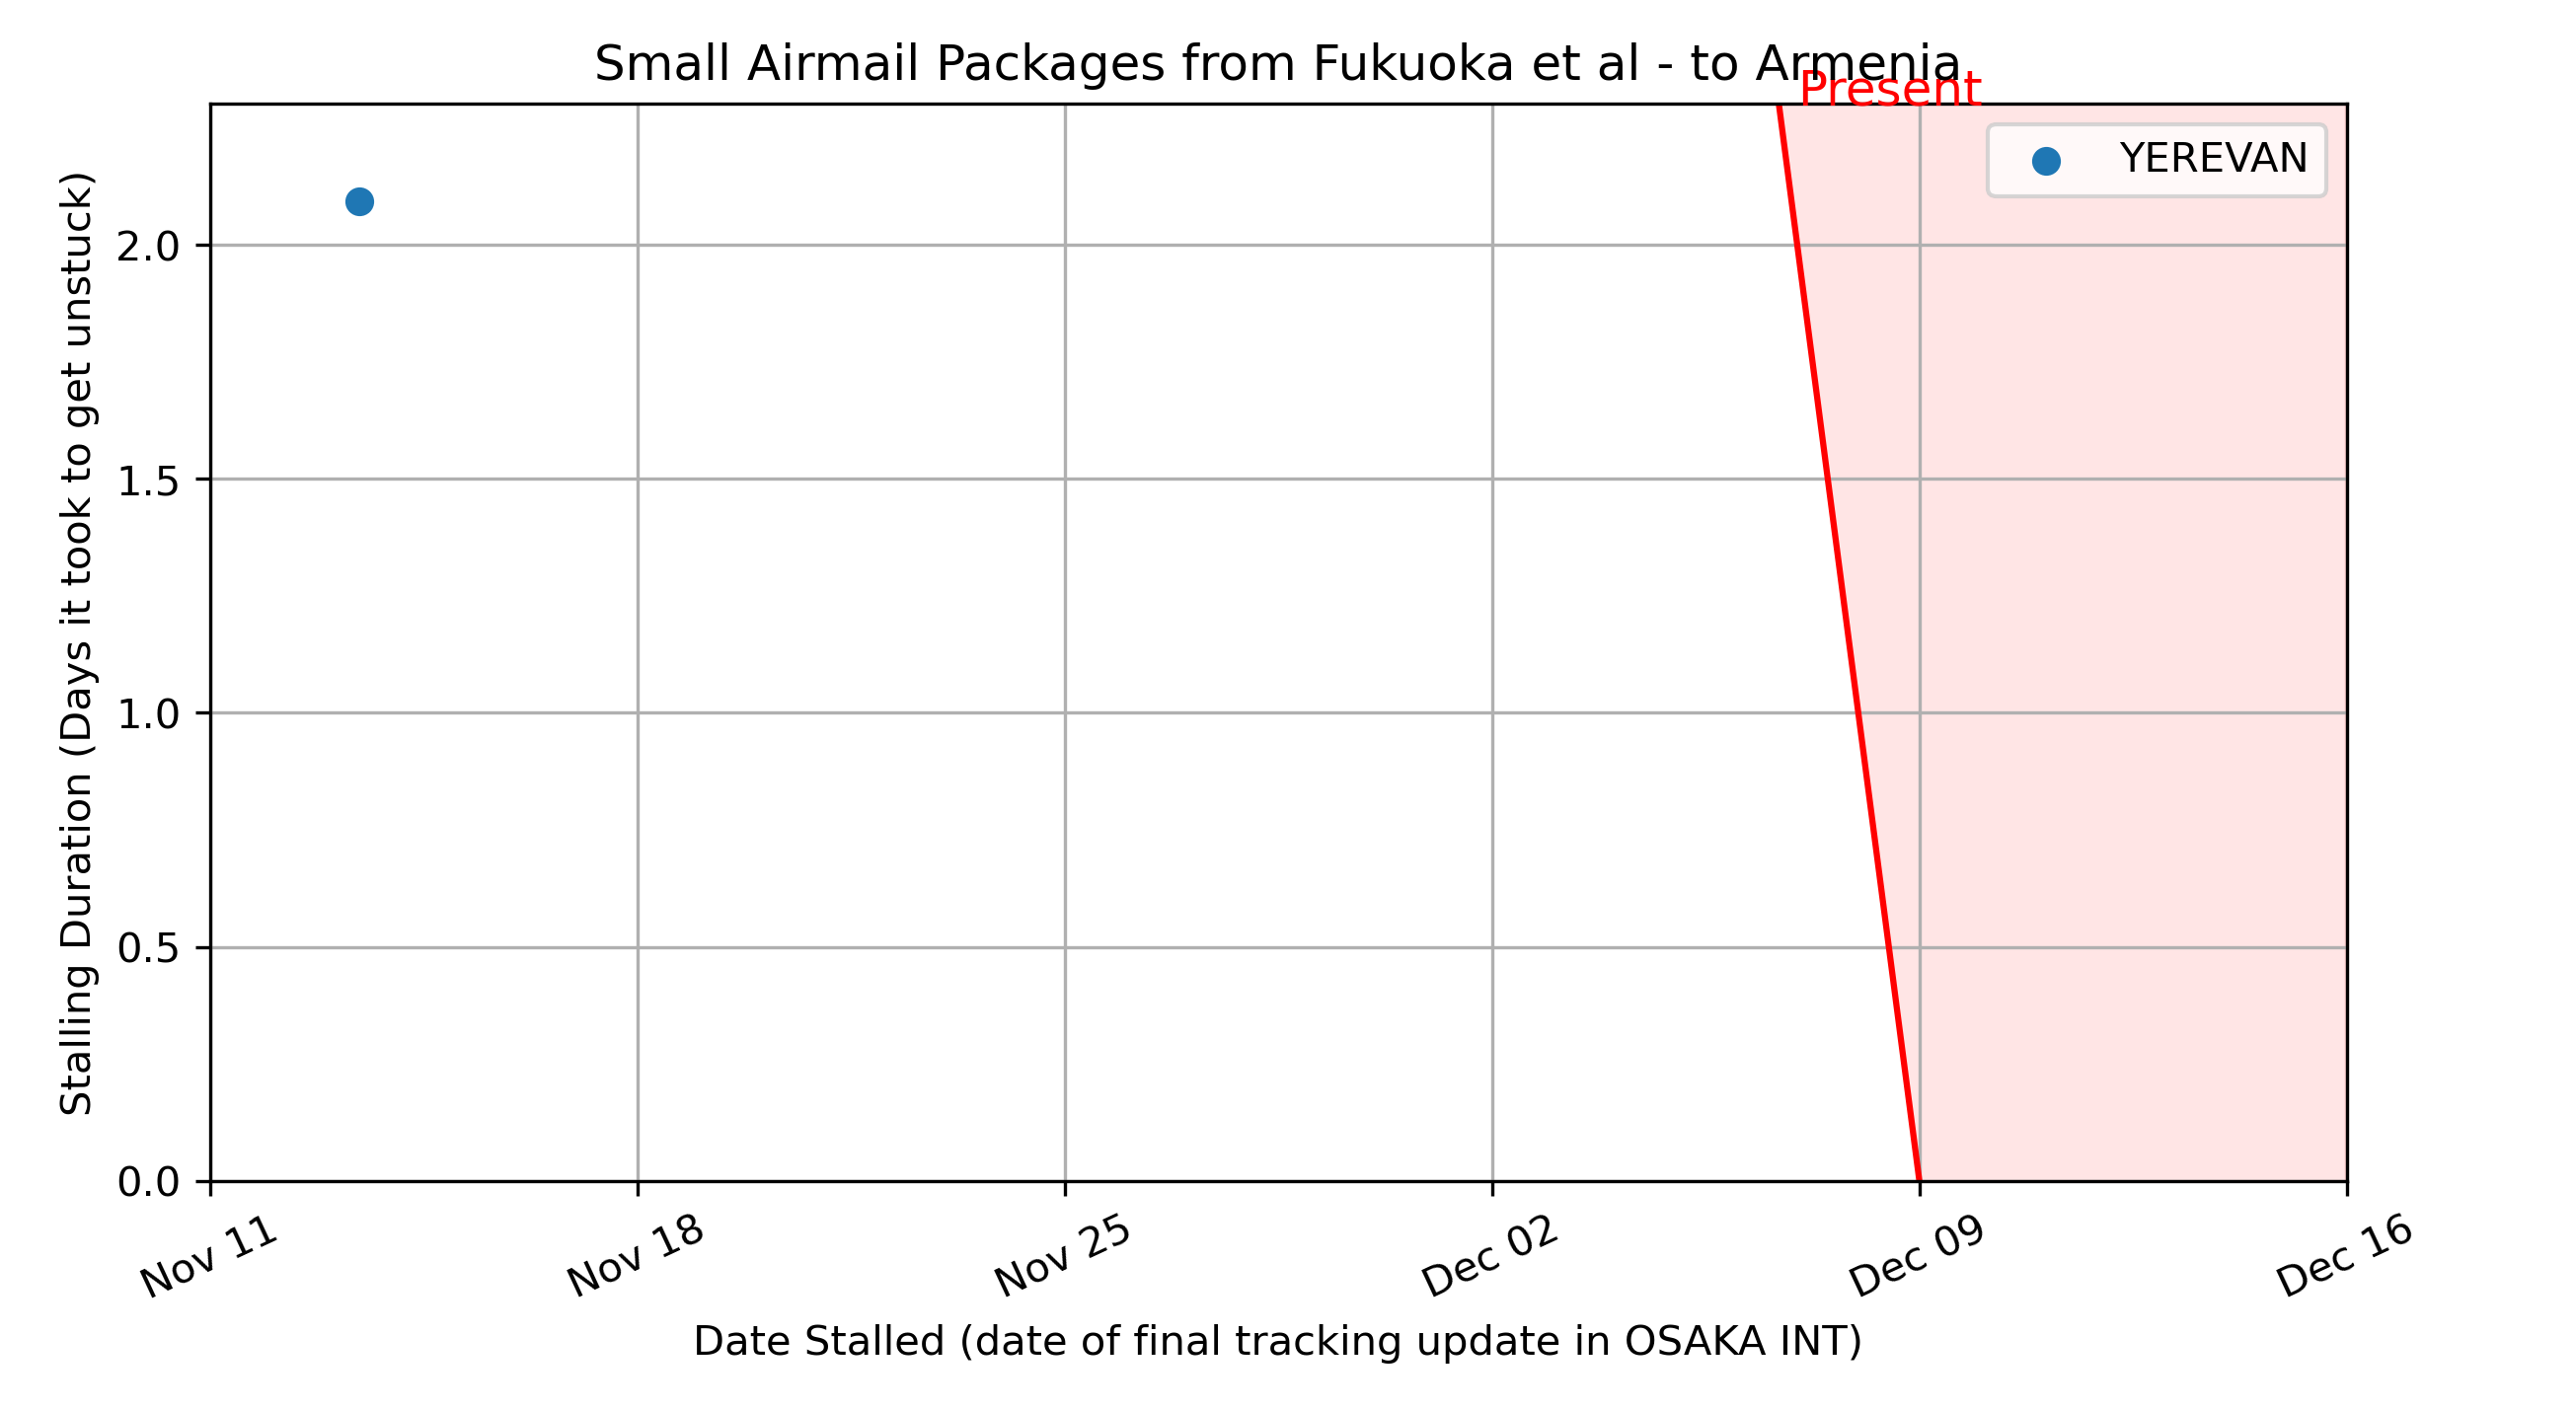 Small Airmail Packages from Fukuoka et al - to Armenia
Present
YEREVAN
Stalling Duration (Days it took to get unstuck)
2.0
1.5
1.0
0.5
0.0
Nov 11
Nov 18
Nov 25
Dec 02
Dec 09
Dec 16
Date Stalled (date of final tracking update in OSAKA INT)